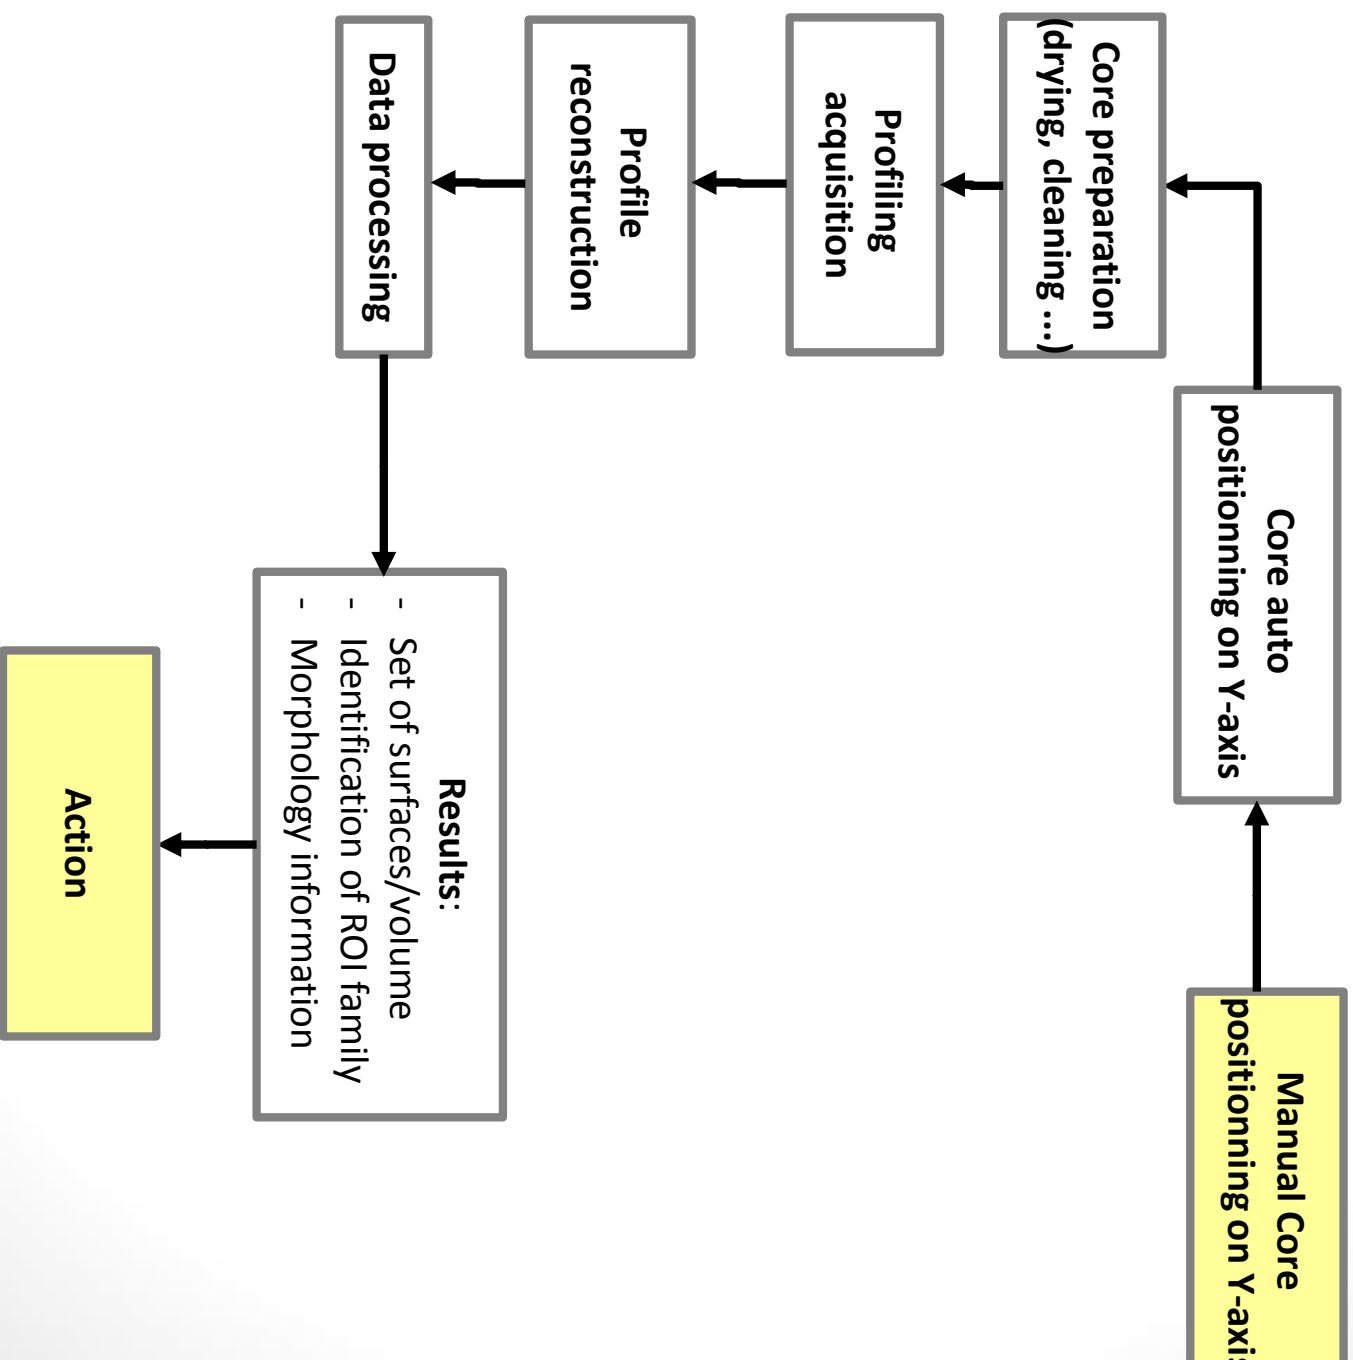 Manual Core
positionning on Y-axis
Core auto
positionning on Y-axis
Core preparation
(drying, cleaning ...)
Profiling
acquisition
Profile
reconstruction
Data processing
Results:
- Set of surfaces/volume
- Identification of ROI family
- Morphology information
Action